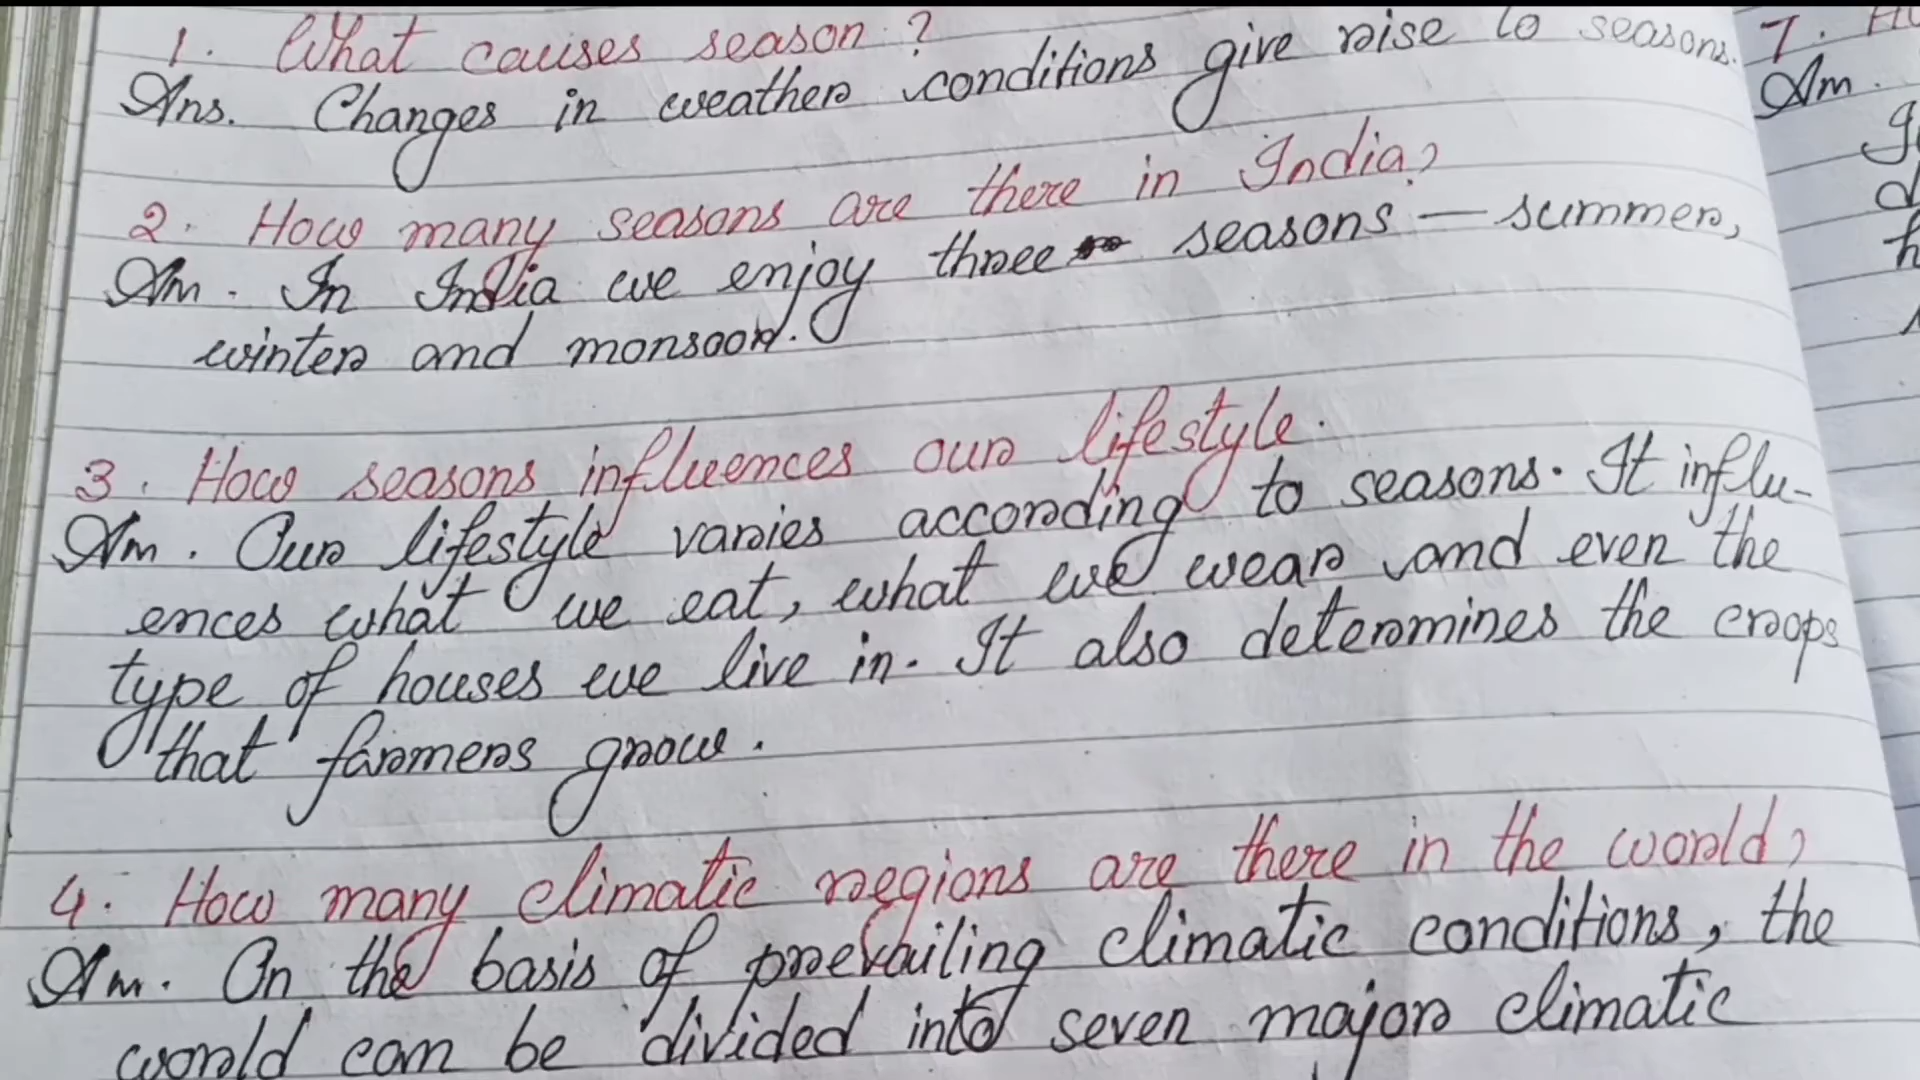 1. What causes season?
Ans. Changes in weather conditions give rise to seasons.
2. How many seasons are there in India?
Ans. In India we enjoy three seasons — summer,
winter and monsoon.
3. How seasons influences our lifestyle.
Ans. Our lifestyle varies according to seasons. It influ-
ences what we eat, what we wear and even the
type of houses we live in. It also determines the crops
that farmers grow.
4. How many climatic regions are there in the world?
Ans. On the basis of prevailing climatic conditions, the
world can be divided into seven major climatic
7.
Ans.